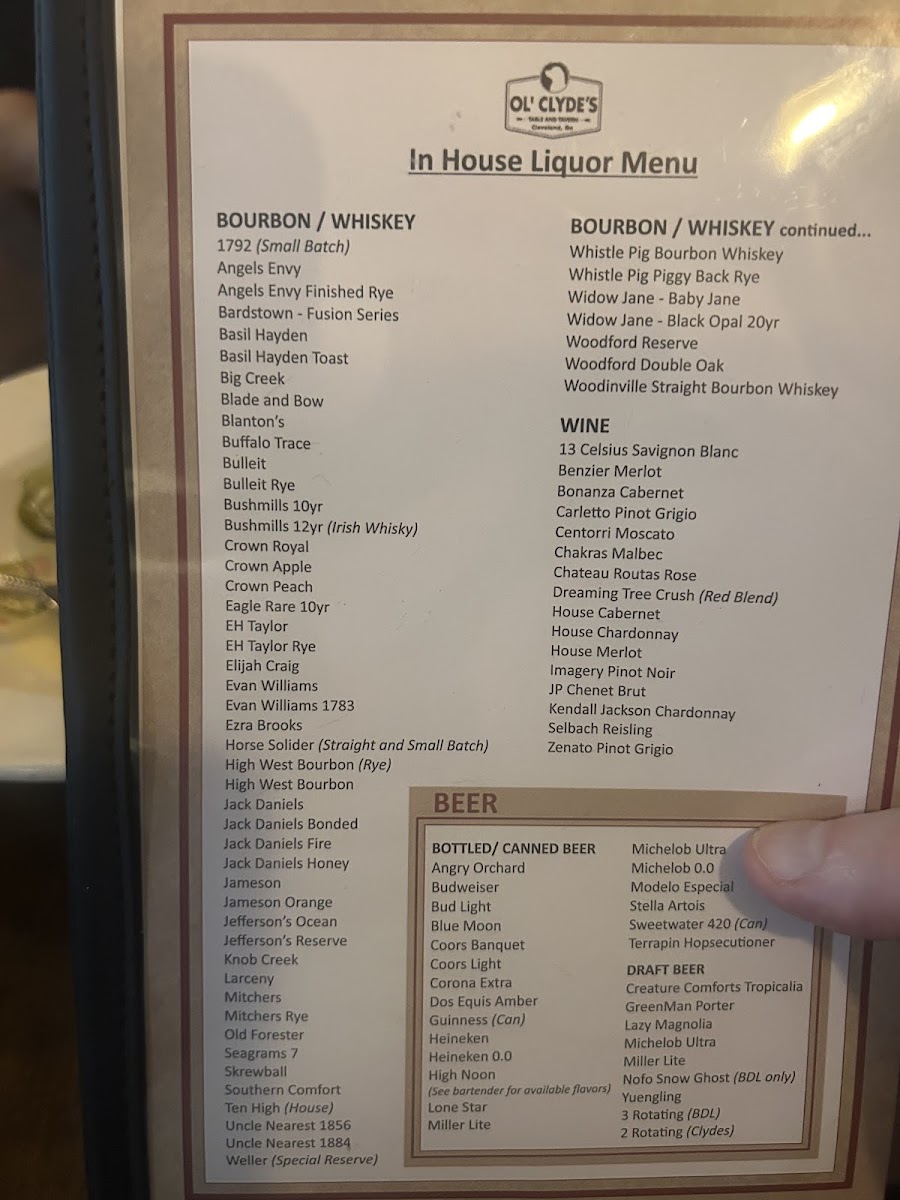 OL' CLYDE'S
TABLE AND TAVERN
Cleveland, Ga
In House Liquor Menu
BOURBON / WHISKEY
1792 (Small Batch)
Angels Envy
Angels Envy Finished Rye
Bardstown - Fusion Series
Basil Hayden
Basil Hayden Toast
Big Creek
Blade and Bow
Blanton's
Buffalo Trace
Bulleit
Bulleit Rye
Bushmills 10yr
Bushmills 12yr (Irish Whisky)
Crown Royal
Crown Apple
Crown Peach
Eagle Rare 10yr
EH Taylor
EH Taylor Rye
Elijah Craig
Evan Williams
Evan Williams 1783
Ezra Brooks
Horse Solider (Straight and Small Batch)
High West Bourbon (Rye)
High West Bourbon
Jack Daniels
Jack Daniels Bonded
Jack Daniels Fire
Jack Daniels Honey
Jameson
Jameson Orange
Jefferson's Ocean
Jefferson's Reserve
Knob Creek
Larceny
Mitchers
Mitchers Rye
Old Forester
Seagrams 7
Skrewball
Southern Comfort
Ten High (House)
Uncle Nearest 1856
Uncle Nearest 1884
Weller (Special Reserve)
BOURBON / WHISKEY continued...
Whistle Pig Bourbon Whiskey
Whistle Pig Piggy Back Rye
Widow Jane - Baby Jane
Widow Jane - Black Opal 20yr
Woodford Reserve
Woodford Double Oak
Woodinville Straight Bourbon Whiskey
WINE
13 Celsius Savignon Blanc
Benzier Merlot
Bonanza Cabernet
Carletto Pinot Grigio
Centorri Moscato
Chakras Malbec
Chateau Routas Rose
Dreaming Tree Crush (Red Blend)
House Cabernet
House Chardonnay
House Merlot
Imagery Pinot Noir
JP Chenet Brut
Kendall Jackson Chardonnay
Selbach Reisling
Zenato Pinot Grigio
BEER
BOTTLED/ CANNED BEER
Angry Orchard
Budweiser
Bud Light
Blue Moon
Coors Banquet
Coors Light
Corona Extra
Dos Equis Amber
Guinness (Can)
Heineken
Heineken 0.0
High Noon
(See bartender for available flavors)
Lone Star
Miller Lite
Michelob Ultra
Michelob 0.0
Modelo Especial
Stella Artois
Sweetwater 420 (Can)
Terrapin Hopsecutioner
DRAFT BEER
Creature Comforts Tropicalia
GreenMan Porter
Lazy Magnolia
Michelob Ultra
Miller Lite
Nofo Snow Ghost (BDL only)
Yuengling
3 Rotating (BDL)
2 Rotating (Clydes)